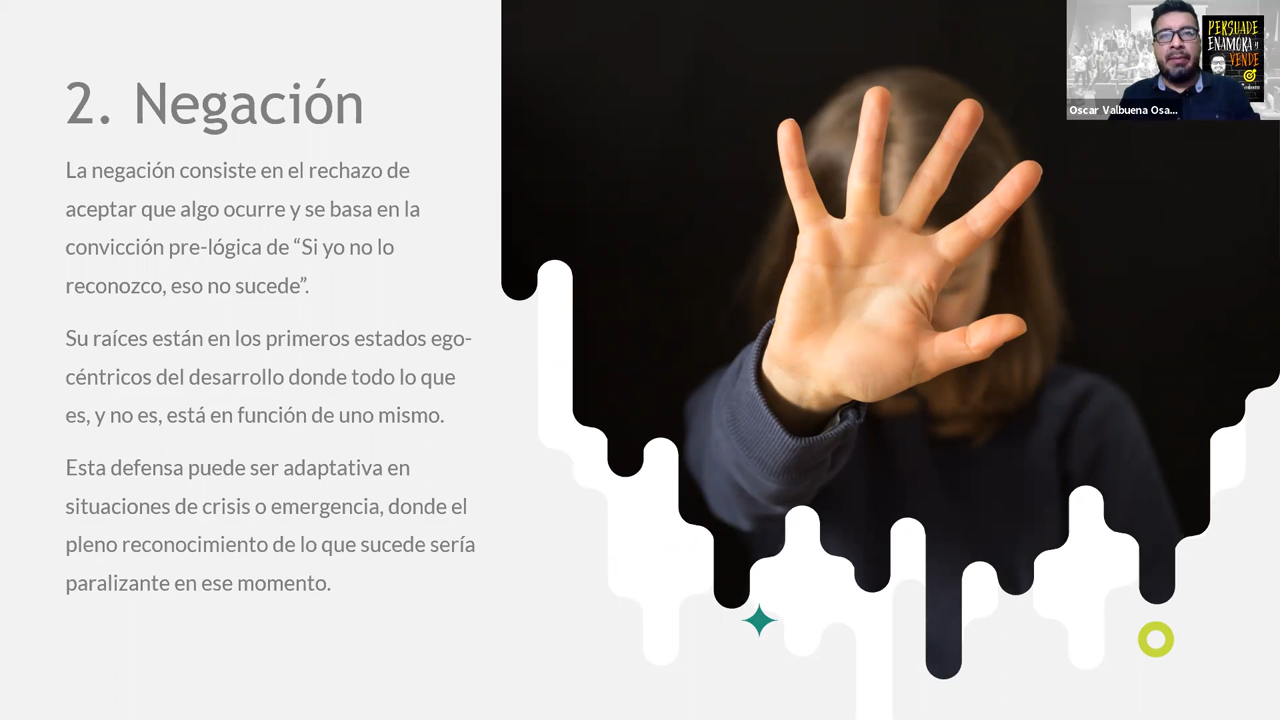 2. Negación
La negación consiste en el rechazo de
aceptar que algo ocurre y se basa en la
convicción pre-lógica de “Si yo no lo
reconozco, eso no sucede”.
Su raíces están en los primeros estados ego-
céntricos del desarrollo donde todo lo que
es, y no es, está en función de uno mismo.
Esta defensa puede ser adaptativa en
situaciones de crisis o emergencia, donde el
pleno reconocimiento de lo que sucede sería
paralizante en ese momento.
PERSUADE
ENAMORA y
VENDE
Oscar Valbuena Osa...